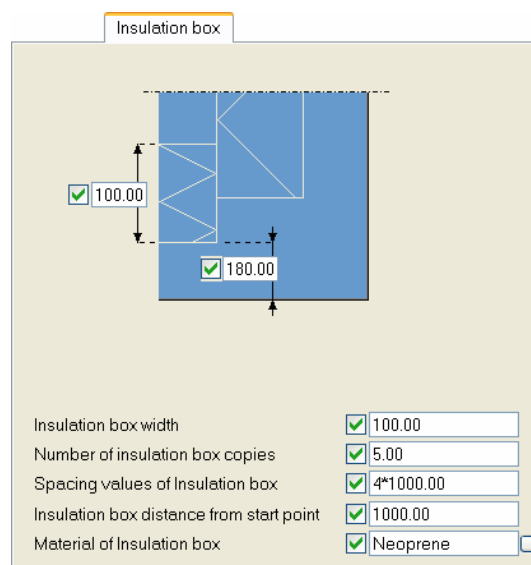 Insulation box
100.00
180.00
Insulation box width 100.00
Number of insulation box copies 5.00
Spacing values of Insulation box 4*1000.00
Insulation box distance from start point 1000.00
Material of Insulation box Neoprene